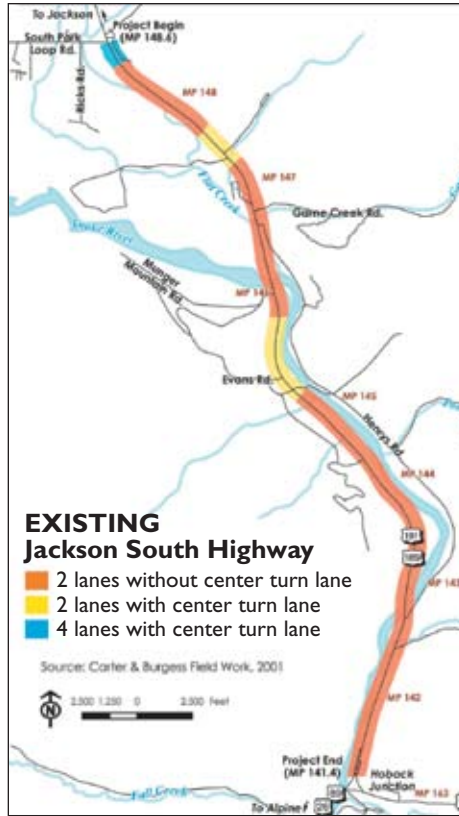 To Jackson
Project Begin
(MP 148.6)
South Park
Loop Rd.
Ricks Rd.
MP 148
MP 147
Flat Creek
Game Creek Rd.
Snake River
Munger
Mountain Rd.
Evans Rd.
MP 145
Henrys Rd.
MP 144
EXISTING
Jackson South Highway
2 lanes without center turn lane
2 lanes with center turn lane
4 lanes with center turn lane
191
189
MP 143
Source: Carter & Burgess Field Work, 2001
N
2,500 1,250 0 2,500 Feet
MP 142
Project End
(MP 141.4)
Hoback
Junction
89
26
MP 163
To Alpine